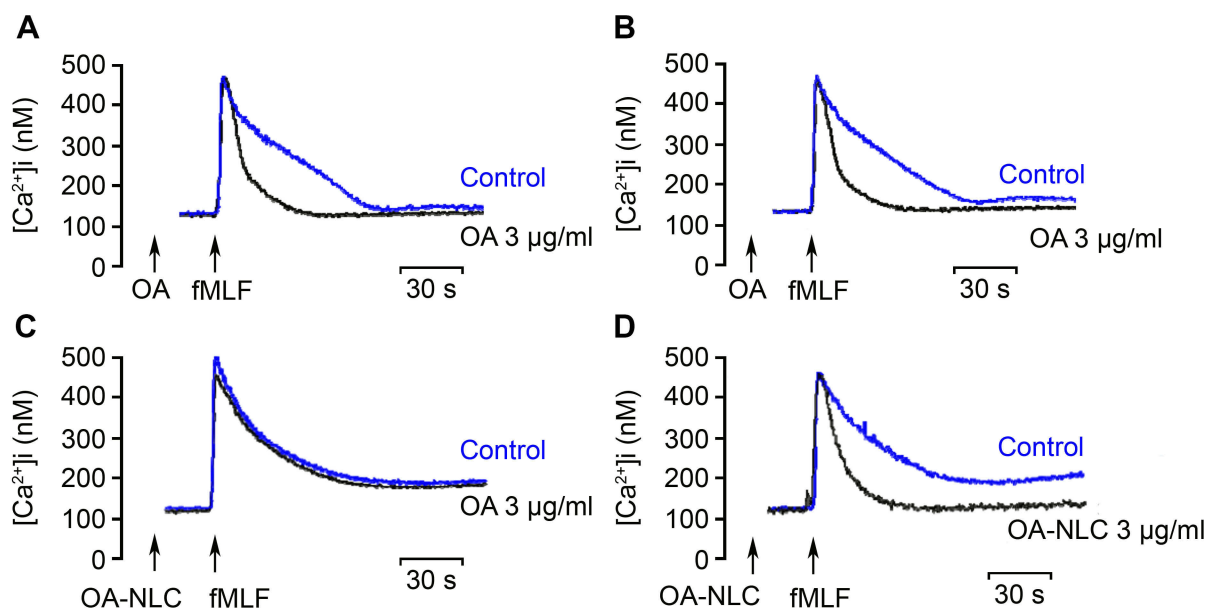 A
[Ca²⁺]i (nM)
500
400
300
200
100
0
Control
OA 3 µg/ml
OA
fMLF
30 s
B
[Ca²⁺]i (nM)
500
400
300
200
100
0
Control
OA 3 µg/ml
OA
fMLF
30 s
C
[Ca²⁺]i (nM)
500
400
300
200
100
0
Control
OA 3 µg/ml
OA-NLC
fMLF
30 s
D
[Ca²⁺]i (nM)
500
400
300
200
100
0
Control
OA-NLC 3 µg/ml
OA-NLC
fMLF
30 s